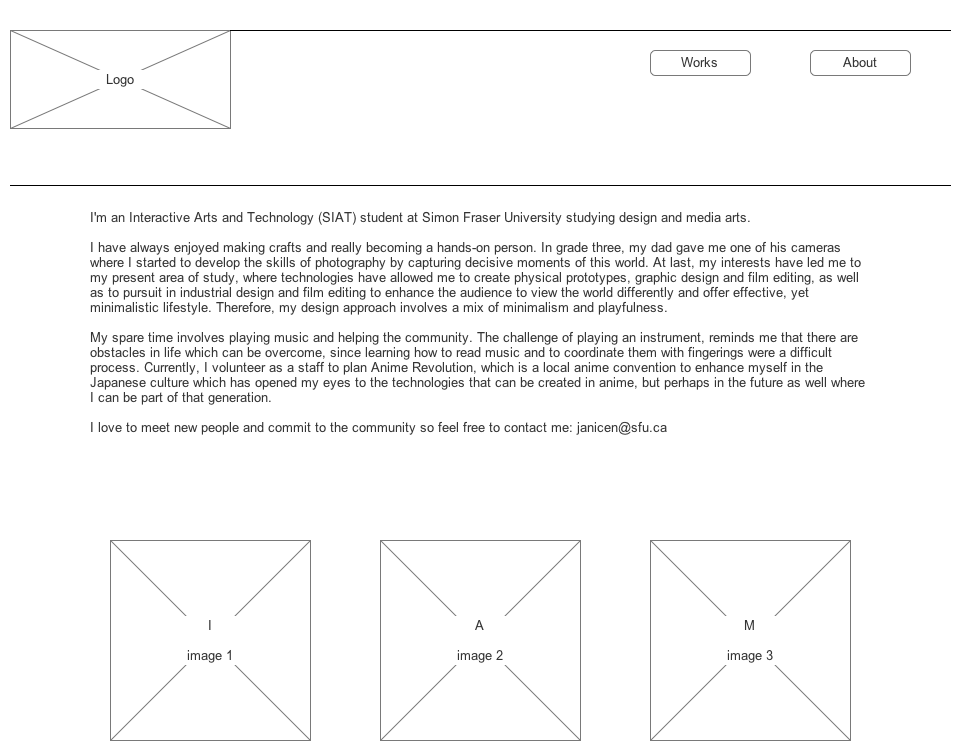 Logo
Works
About
I'm an Interactive Arts and Technology (SIAT) student at Simon Fraser University studying design and media arts.
I have always enjoyed making crafts and really becoming a hands-on person. In grade three, my dad gave me one of his cameras
where I started to develop the skills of photography by capturing decisive moments of this world. At last, my interests have led me to
my present area of study, where technologies have allowed me to create physical prototypes, graphic design and film editing, as well
as to pursuit in industrial design and film editing to enhance the audience to view the world differently and offer effective, yet
minimalistic lifestyle. Therefore, my design approach involves a mix of minimalism and playfulness.
My spare time involves playing music and helping the community. The challenge of playing an instrument, reminds me that there are
obstacles in life which can be overcome, since learning how to read music and to coordinate them with fingerings were a difficult
process. Currently, I volunteer as a staff to plan Anime Revolution, which is a local anime convention to enhance myself in the
Japanese culture which has opened my eyes to the technologies that can be created in anime, but perhaps in the future as well where
I can be part of that generation.
I love to meet new people and commit to the community so feel free to contact me: janicen@sfu.ca
I
image 1
A
image 2
M
image 3